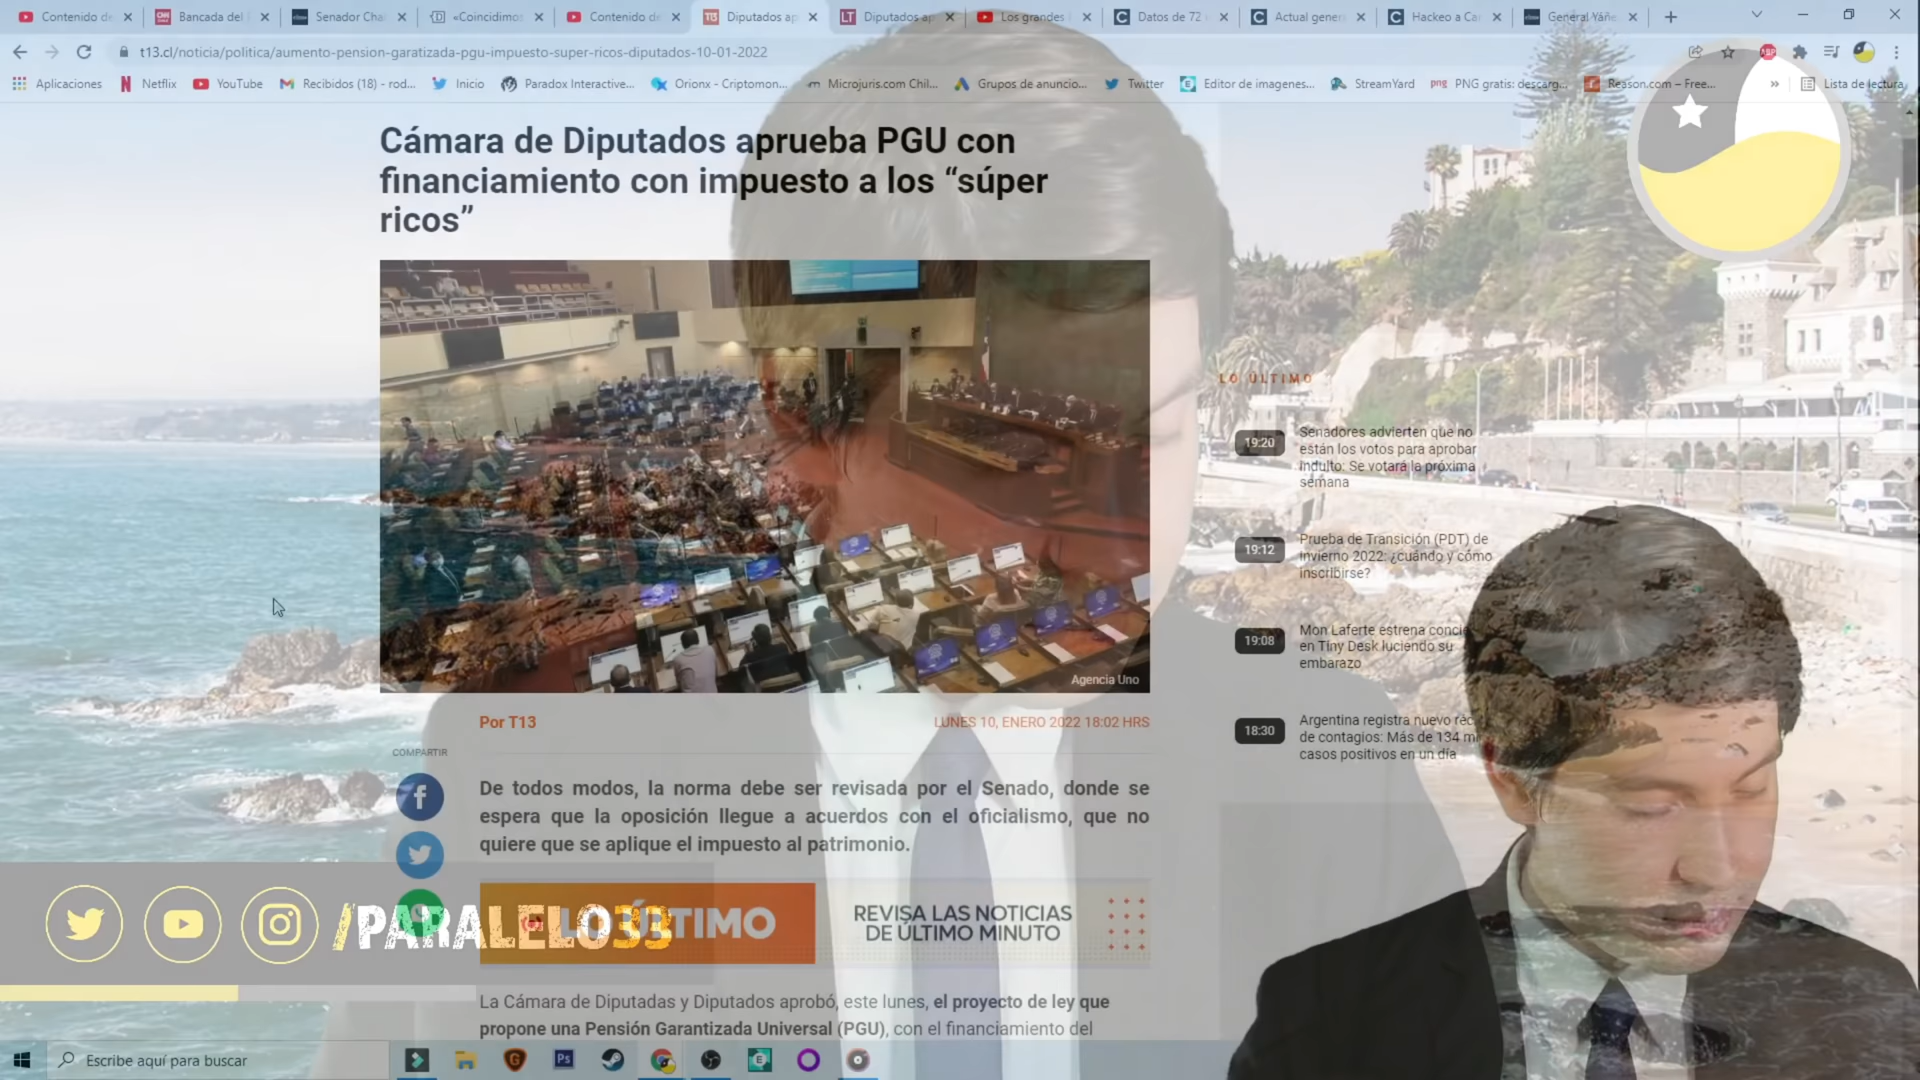 Contenido de
Bancada del
Senador Cha
«Coincidimos
Contenido de
Diputados ap
Diputados ap
Los grandes
Datos de 72
Actual gener
Hackeo a Ca
General Yáñe
t13.cl/noticia/politica/aumento-pension-garatizada-pgu-impuesto-super-ricos-diputados-10-01-2022
Aplicaciones
Netflix
YouTube
Recibidos (18) - rod...
Inicio
Paradox Interactive...
Orionx - Criptomon...
Microjuris.com Chil...
Grupos de anuncio...
Twitter
Editor de imagenes...
StreamYard
PNG gratis: descarg...
Reason.com – Free...
»
Lista de lectura
Cámara de Diputados aprueba PGU con
financiamiento con impuesto a los “súper
ricos”
Agencia Uno
Por T13
LUNES 10, ENERO 2022 18:02 HRS
COMPARTIR
De todos modos, la norma debe ser revisada por el Senado, donde se
espera que la oposición llegue a acuerdos con el oficialismo, que no
quiere que se aplique el impuesto al patrimonio.
LO ÚLTIMO
REVISA LAS NOTICIAS
DE ÚLTIMO MINUTO
La Cámara de Diputadas y Diputados aprobó, este lunes, el proyecto de ley que
propone una Pensión Garantizada Universal (PGU), con el financiamiento del
LO ÚLTIMO
19:20
Senadores advierten que no
están los votos para aprobar
indulto: Se votará la próxima
semana
19:12
Prueba de Transición (PDT) de
Invierno 2022: ¿cuándo y cómo
inscribirse?
19:08
Mon Laferte estrena concie
en Tiny Desk luciendo su
embarazo
18:30
Argentina registra nuevo réc
de contagios: Más de 134 mi
casos positivos en un día
/PARALELO33
Escribe aquí para buscar